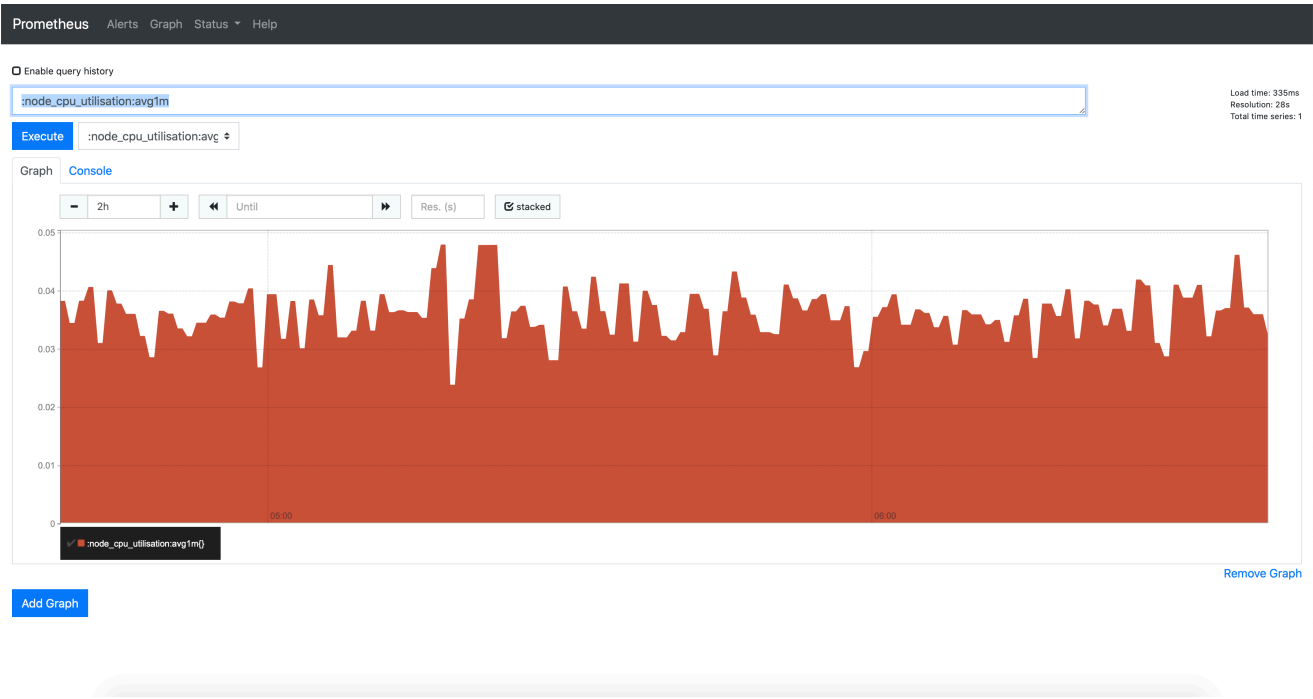 Prometheus Alerts Graph Status Help
Enable query history
:node_cpu_utilisation:avg1m
Load time: 335ms
Resolution: 28s
Total time series: 1
Execute :node_cpu_utilisation:avg
Graph Console
2h Until Res. (s) stacked
0.05
0.04
0.03
0.02
0.01
0
05:00 06:00
:node_cpu_utilisation:avg1m{}
Remove Graph
Add Graph